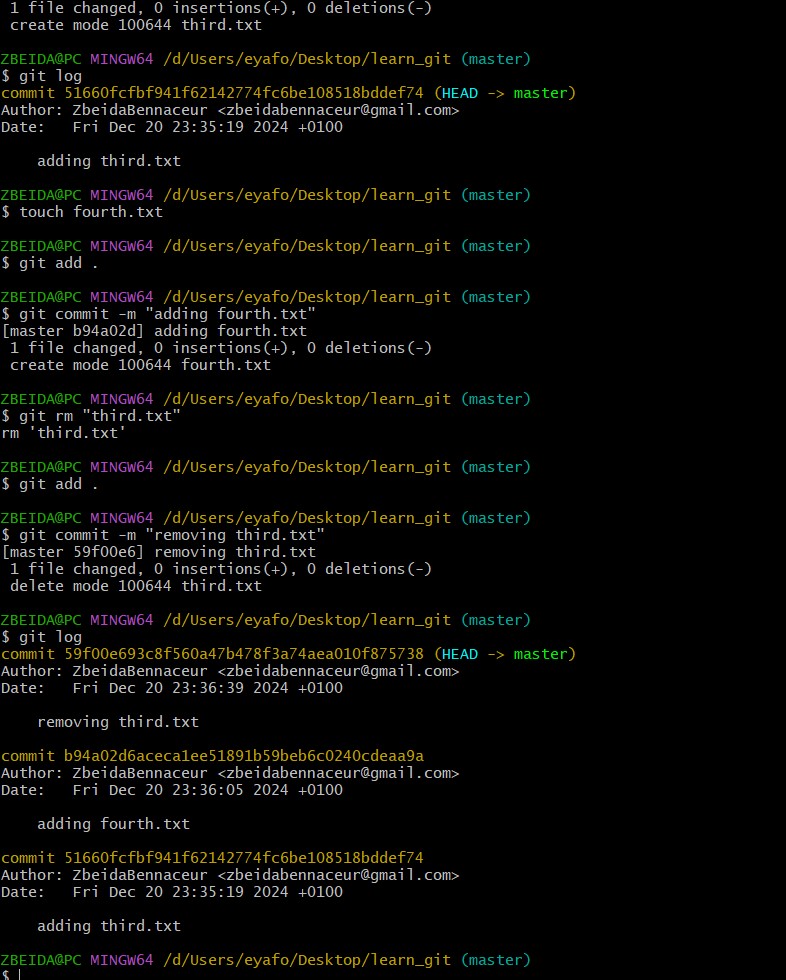 1 file changed, 0 insertions(+), 0 deletions(-)
create mode 100644 third.txt
ZBEIDA@PC MINGW64 /d/Users/eyafo/Desktop/learn_git (master)
$ git log
commit 51660fcfbf941f62142774fc6be108518bddef74 (HEAD -> master)
Author: ZbeidaBennaceur <zbeidabennaceur@gmail.com>
Date:   Fri Dec 20 23:35:19 2024 +0100
adding third.txt
ZBEIDA@PC MINGW64 /d/Users/eyafo/Desktop/learn_git (master)
$ touch fourth.txt
ZBEIDA@PC MINGW64 /d/Users/eyafo/Desktop/learn_git (master)
$ git add .
ZBEIDA@PC MINGW64 /d/Users/eyafo/Desktop/learn_git (master)
$ git commit -m "adding fourth.txt"
[master b94a02d] adding fourth.txt
1 file changed, 0 insertions(+), 0 deletions(-)
create mode 100644 fourth.txt
ZBEIDA@PC MINGW64 /d/Users/eyafo/Desktop/learn_git (master)
$ git rm "third.txt"
rm 'third.txt'
ZBEIDA@PC MINGW64 /d/Users/eyafo/Desktop/learn_git (master)
$ git add .
ZBEIDA@PC MINGW64 /d/Users/eyafo/Desktop/learn_git (master)
$ git commit -m "removing third.txt"
[master 59f00e6] removing third.txt
1 file changed, 0 insertions(+), 0 deletions(-)
delete mode 100644 third.txt
ZBEIDA@PC MINGW64 /d/Users/eyafo/Desktop/learn_git (master)
$ git log
commit 59f00e693c8f560a47b478f3a74aea010f875738 (HEAD -> master)
Author: ZbeidaBennaceur <zbeidabennaceur@gmail.com>
Date:   Fri Dec 20 23:36:39 2024 +0100
removing third.txt
commit b94a02d6aceca1ee51891b59beb6c0240cdeaa9a
Author: ZbeidaBennaceur <zbeidabennaceur@gmail.com>
Date:   Fri Dec 20 23:36:05 2024 +0100
adding fourth.txt
commit 51660fcfbf941f62142774fc6be108518bddef74
Author: ZbeidaBennaceur <zbeidabennaceur@gmail.com>
Date:   Fri Dec 20 23:35:19 2024 +0100
adding third.txt
ZBEIDA@PC MINGW64 /d/Users/eyafo/Desktop/learn_git (master)
$